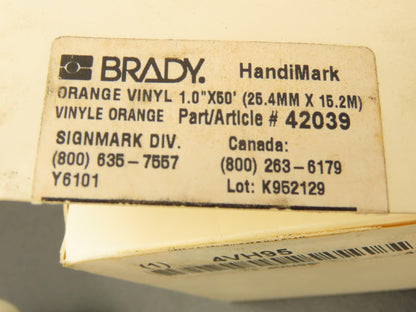 BRADY. HandiMark
ORANGE VINYL 1.0"X50' (25.4MM X 15.2M)
VINYLE ORANGE Part/Article # 42039
SIGNMARK DIV. Canada:
(800) 635-7557 (800) 263-6179
Y6101 Lot: K952129
(1) 4VH95